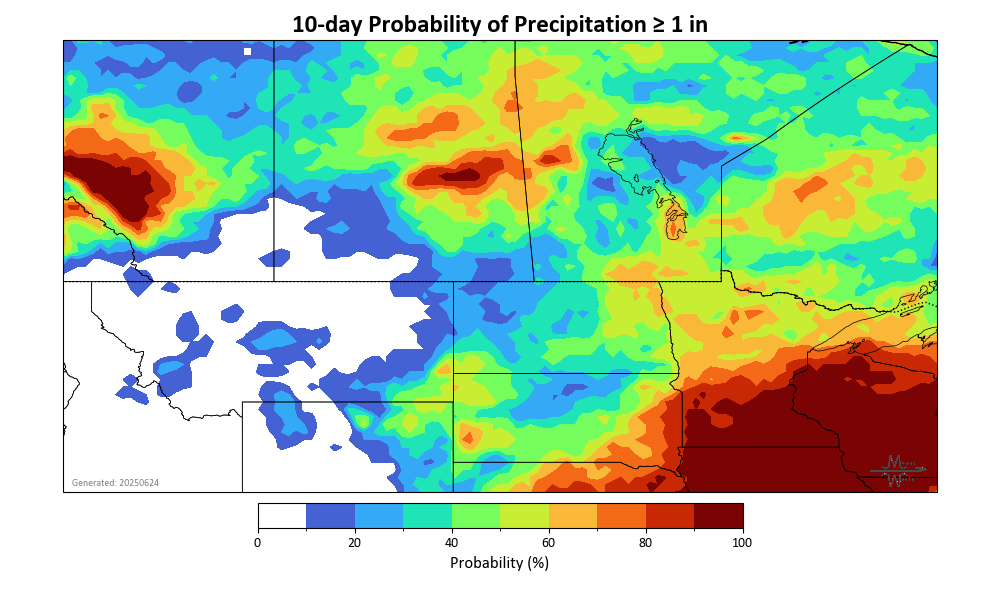 10-day Probability of Precipitation ≥ 1 in
Generated: 20250624
0 20 40 60 80 100
Probability (%)